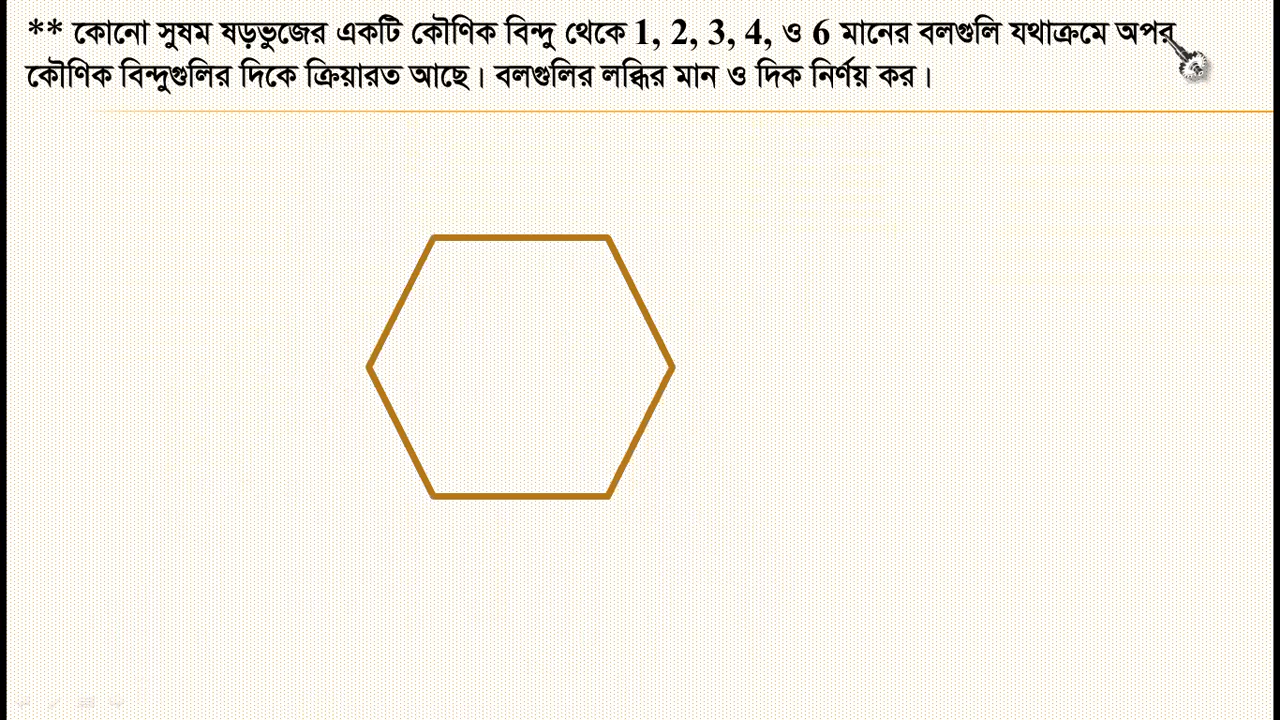 ** কোনো সুষম ষড়ভুজের একটি কৌণিক বিন্দু থেকে 1, 2, 3, 4, ও 6 মানের বলগুলি যথাক্রমে অপর
কৌণিক বিন্দুগুলির দিকে ক্রিয়ারত আছে। বলগুলির লব্ধির মান ও দিক নির্ণয় কর।